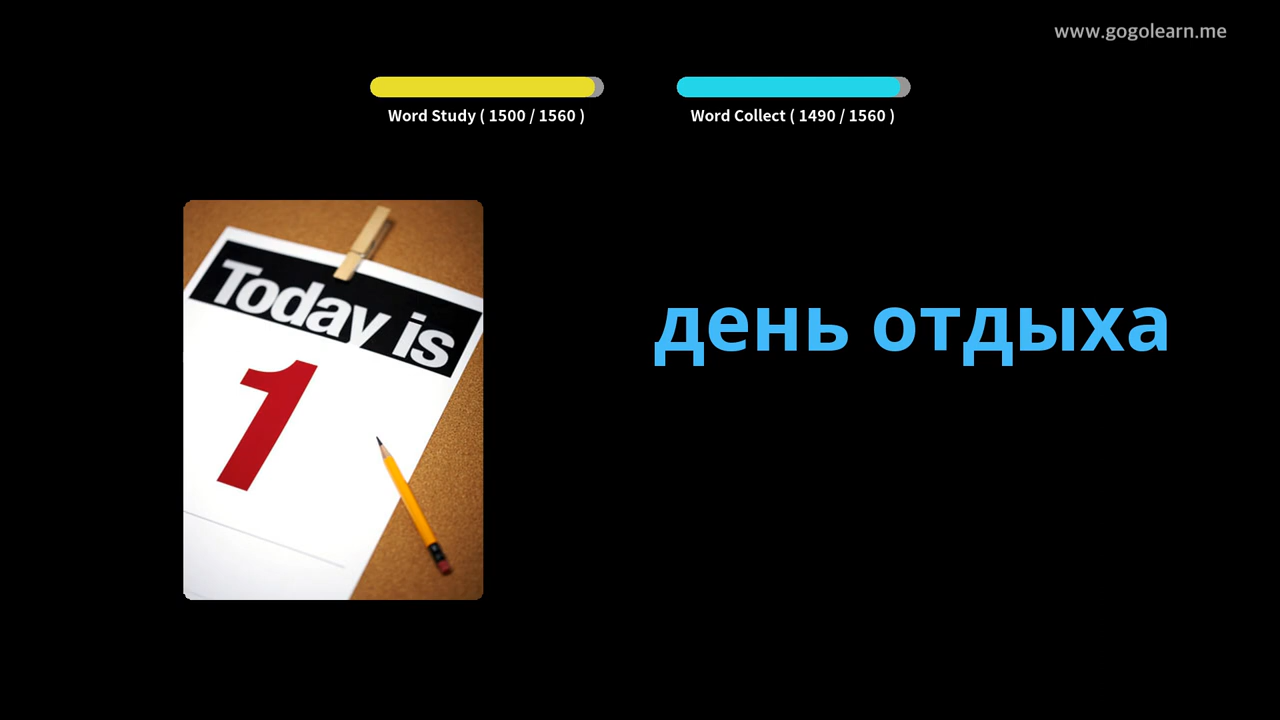 www.gogolearn.me
Word Study ( 1500 / 1560 )
Word Collect ( 1490 / 1560 )
Today is
1
день отдыха